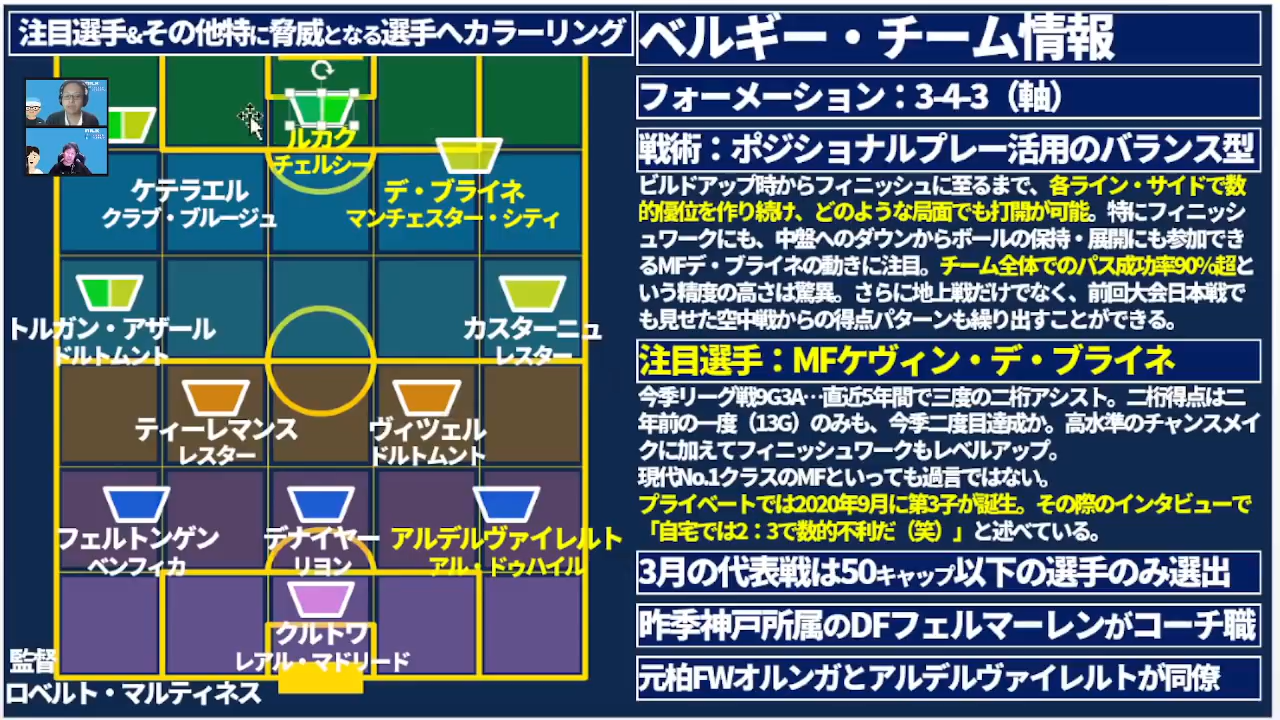 注目選手&その他特に脅威となる選手へカラーリング
ルカク
チェルシー
ケテラエル
クラブ・ブルージュ
デ・ブライネ
マンチェスター・シティ
トルガン・アザール
ドルトムント
カスターニュ
レスター
ティーレマンス
レスター
ヴィツェル
ドルトムント
フェルトンゲン
ベンフィカ
デナイヤー
リヨン
アルデルヴァイレルト
アル・ドゥハイル
クルトワ
レアル・マドリード
監督
ロベルト・マルティネス
ベルギー・チーム情報
フォーメーション：3-4-3（軸）
戦術：ポジショナルプレー活用のバランス型
ビルドアップ時からフィニッシュに至るまで、各ライン・サイドで数
的優位を作り続け、どのような局面でも打開が可能。特にフィニッシ
ュワークにも、中盤へのダウンからボールの保持・展開にも参加でき
るMFデ・ブライネの動きに注目。チーム全体でのパス成功率90%超と
いう精度の高さは驚異。さらに地上戦だけでなく、前回大会日本戦で
も見せた空中戦からの得点パターンも繰り出すことができる。
注目選手：MFケヴィン・デ・ブライネ
今季リーグ戦9G3A…直近5年間で三度の二桁アシスト。二桁得点は二
年前の一度（13G）のみも、今季二度目達成か。高水準のチャンスメイ
クに加えてフィニッシュワークもレベルアップ。
現代No.1クラスのMFといっても過言ではない。
プライベートでは2020年9月に第3子が誕生。その際のインタビューで
「自宅では2：3で数的不利だ（笑）」と述べている。
3月の代表戦は50キャップ以下の選手のみ選出
昨季神戸所属のDFフェルマーレンがコーチ職
元柏FWオルンガとアルデルヴァイレルトが同僚